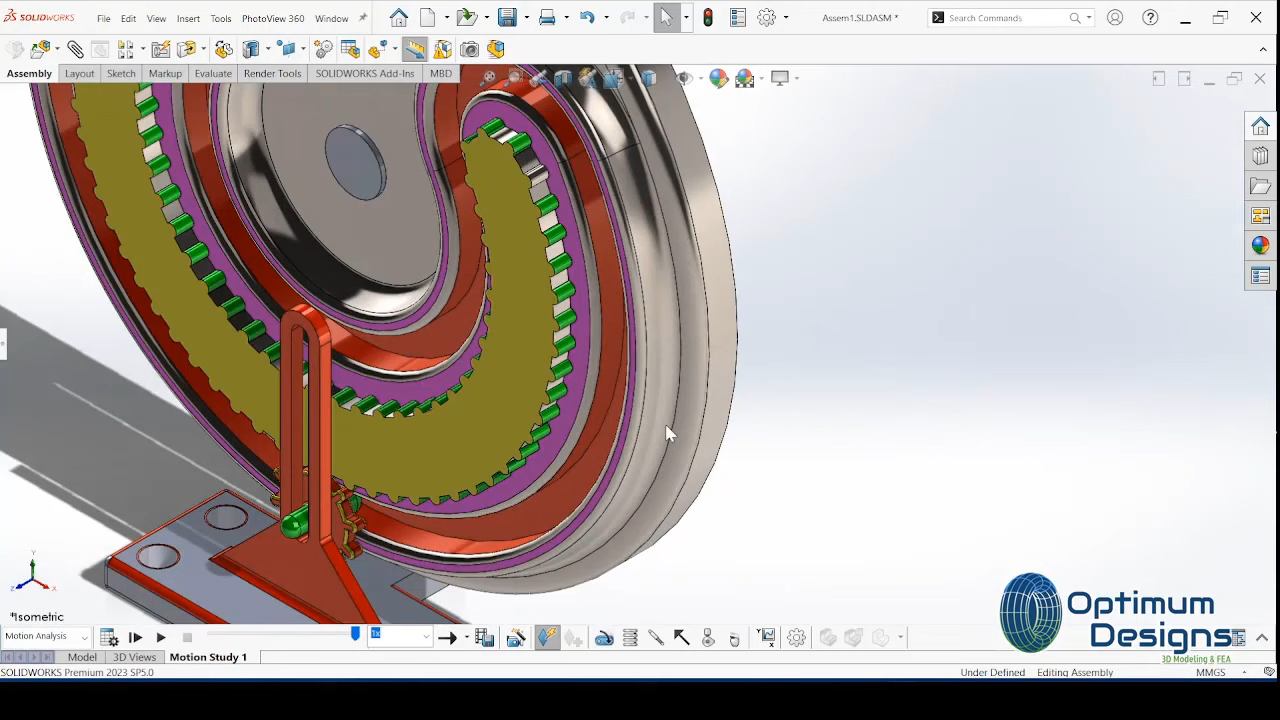 SOLIDWORKS File Edit View Insert Tools PhotoView 360 Window Assem1.SLDASM * Search Commands
Assembly Layout Sketch Markup Evaluate Render Tools SOLIDWORKS Add-Ins MBD
Y
Z X
*Isometric
Optimum
Designs
3D Modeling & FEA
Motion Analysis 1x
Model 3D Views Motion Study 1
SOLIDWORKS Premium 2023 SP5.0 Under Defined Editing Assembly MMGS